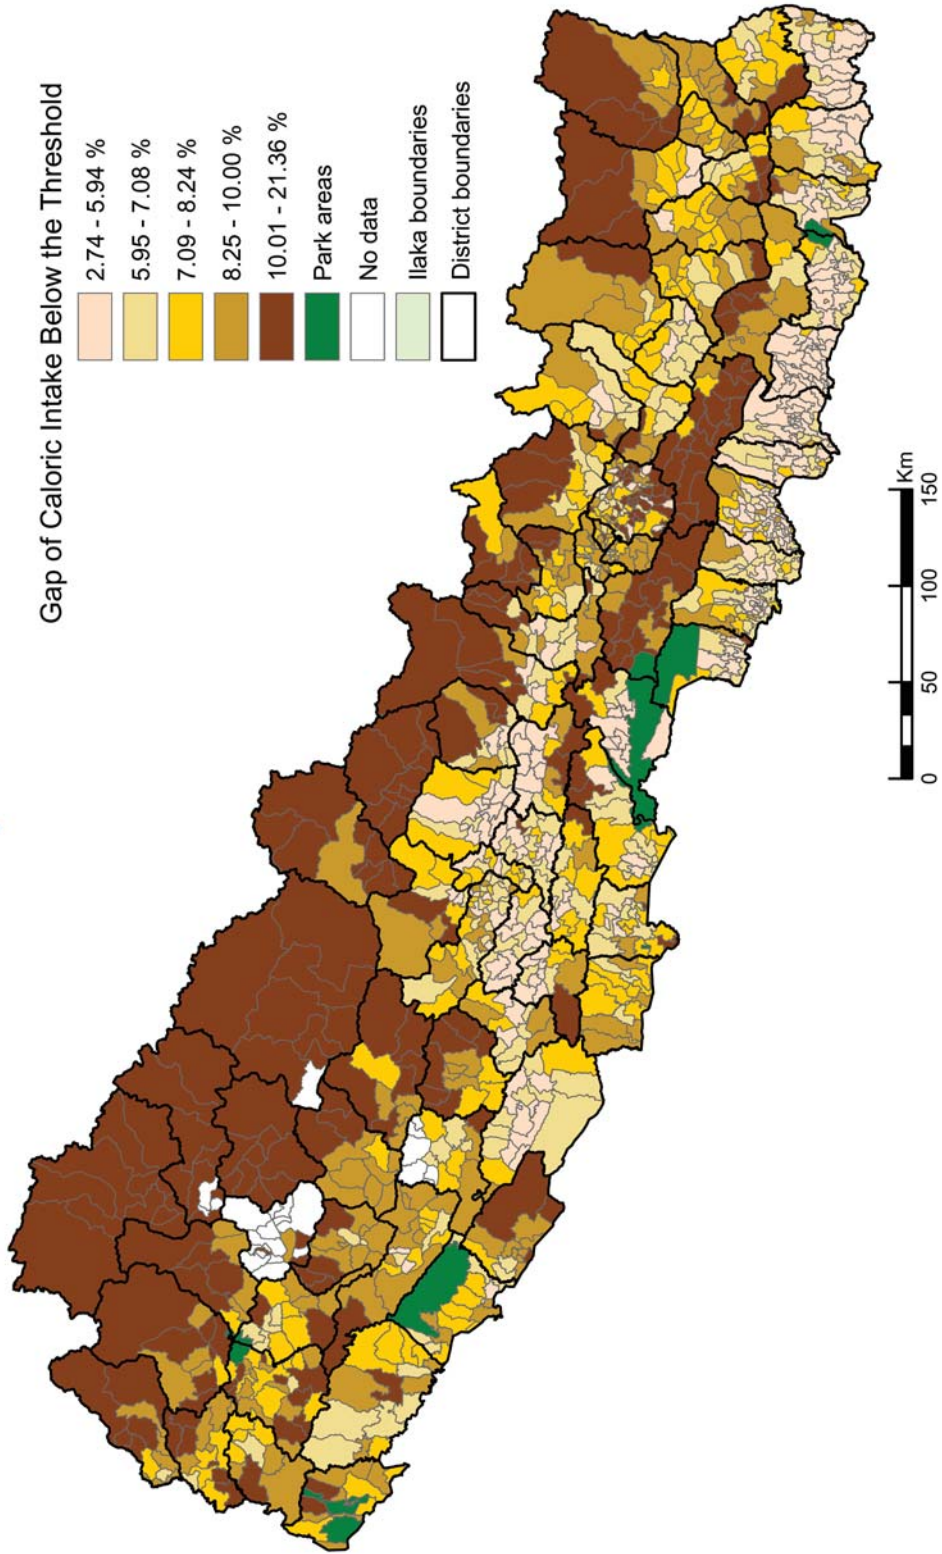 Gap of Caloric Intake Below the Threshold
2.74 - 5.94 %
5.95 - 7.08 %
7.09 - 8.24 %
8.25 - 10.00 %
10.01 - 21.36 %
Park areas
No data
Ilaka boundaries
District boundaries
0 50 100 150
Km